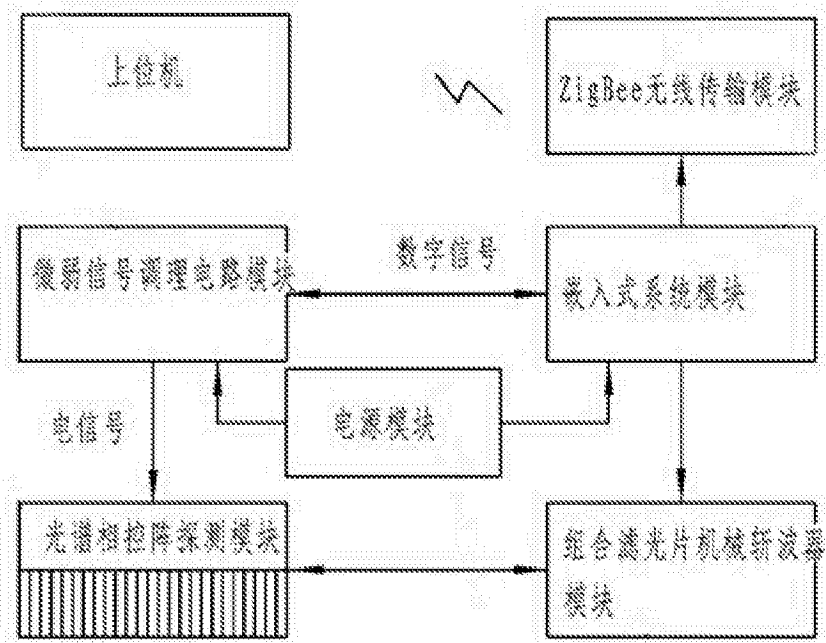 上位机
ZigBee无线传输模块
微弱信号调理电路模块
数字信号
嵌入式系统模块
电信号
电源模块
光谱相控阵探测模块
组合滤光片机械斩波器
模块